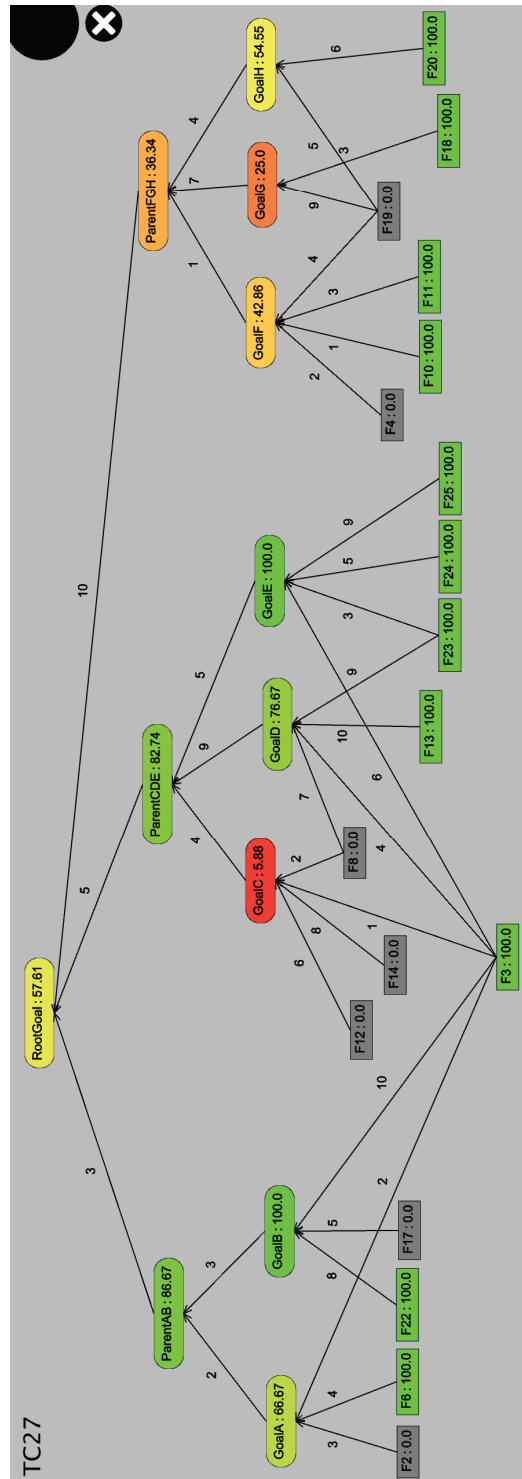 TC27
RootGoal : 57.61
3
5
10
ParentAB : 86.67
ParentCDE : 82.74
ParentFGH : 36.34
2
3
4
9
5
1
7
4
GoalA : 66.67
GoalB : 100.0
GoalC : 5.88
GoalD : 76.67
GoalE : 100.0
GoalF : 42.86
GoalG : 25.0
GoalH : 54.55
3
4
2
8
5
10
6
8
1
2
7
4
10
9
6
3
5
9
2
1
3
4
9
3
5
6
F2 : 0.0
F6 : 100.0
F22 : 100.0
F17 : 0.0
F12 : 0.0
F14 : 0.0
F8 : 0.0
F13 : 100.0
F23 : 100.0
F24 : 100.0
F25 : 100.0
F4 : 0.0
F10 : 100.0
F11 : 100.0
F19 : 0.0
F18 : 100.0
F20 : 100.0
F3 : 100.0